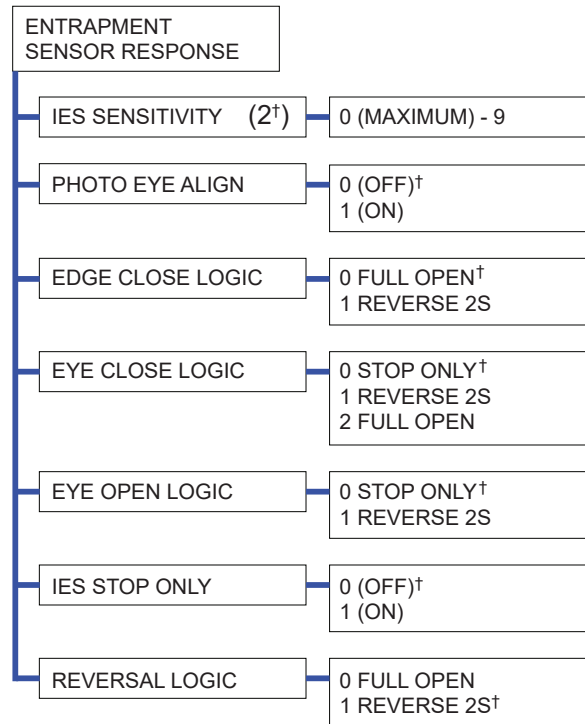 ENTRAPMENT
SENSOR RESPONSE
IES SENSITIVITY (2†)
0 (MAXIMUM) - 9
PHOTO EYE ALIGN
0 (OFF)†
1 (ON)
EDGE CLOSE LOGIC
0 FULL OPEN†
1 REVERSE 2S
EYE CLOSE LOGIC
0 STOP ONLY†
1 REVERSE 2S
2 FULL OPEN
EYE OPEN LOGIC
0 STOP ONLY†
1 REVERSE 2S
IES STOP ONLY
0 (OFF)†
1 (ON)
REVERSAL LOGIC
0 FULL OPEN
1 REVERSE 2S†